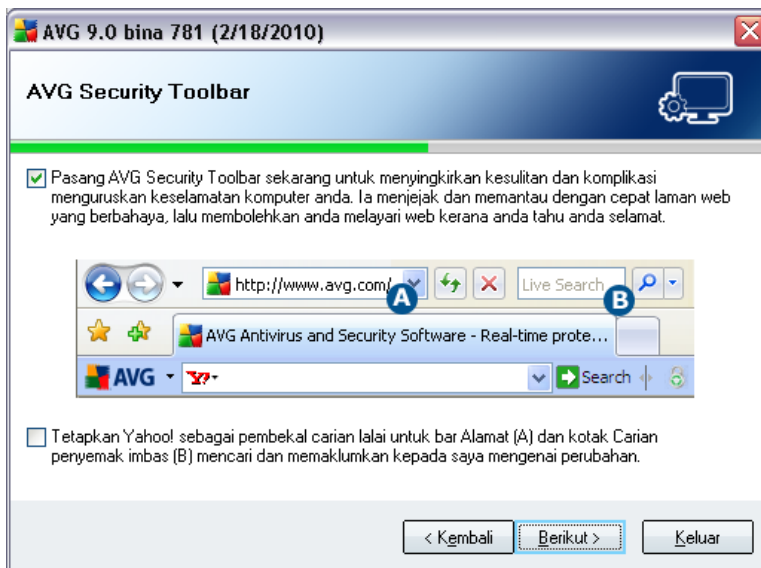 AVG 9.0 bina 781 (2/18/2010)
AVG Security Toolbar
Pasang AVG Security Toolbar sekarang untuk menyingkirkan kesulitan dan komplikasi
menguruskan keselamatan komputer anda. Ia menjejak dan memantau dengan cepat laman web
yang berbahaya, lalu membolehkan anda melayari web kerana anda tahu anda selamat.
http://www.avg.com/ A Live Search B
AVG Antivirus and Security Software - Real-time prote...
AVG Y! Search
Tetapkan Yahoo! sebagai pembekal carian lalai untuk bar Alamat (A) dan kotak Carian
penyemak imbas (B) mencari dan memaklumkan kepada saya mengenai perubahan.
< Kembali Berikut > Keluar